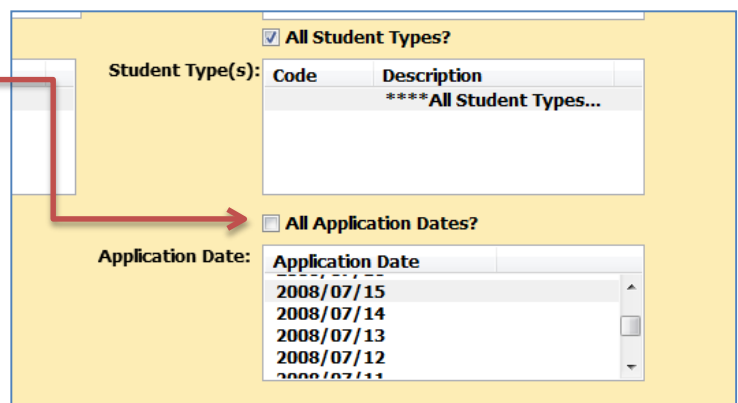 All Student Types?
Student Type(s):
Code Description
****All Student Types...
All Application Dates?
Application Date:
Application Date
2008/07/15
2008/07/14
2008/07/13
2008/07/12